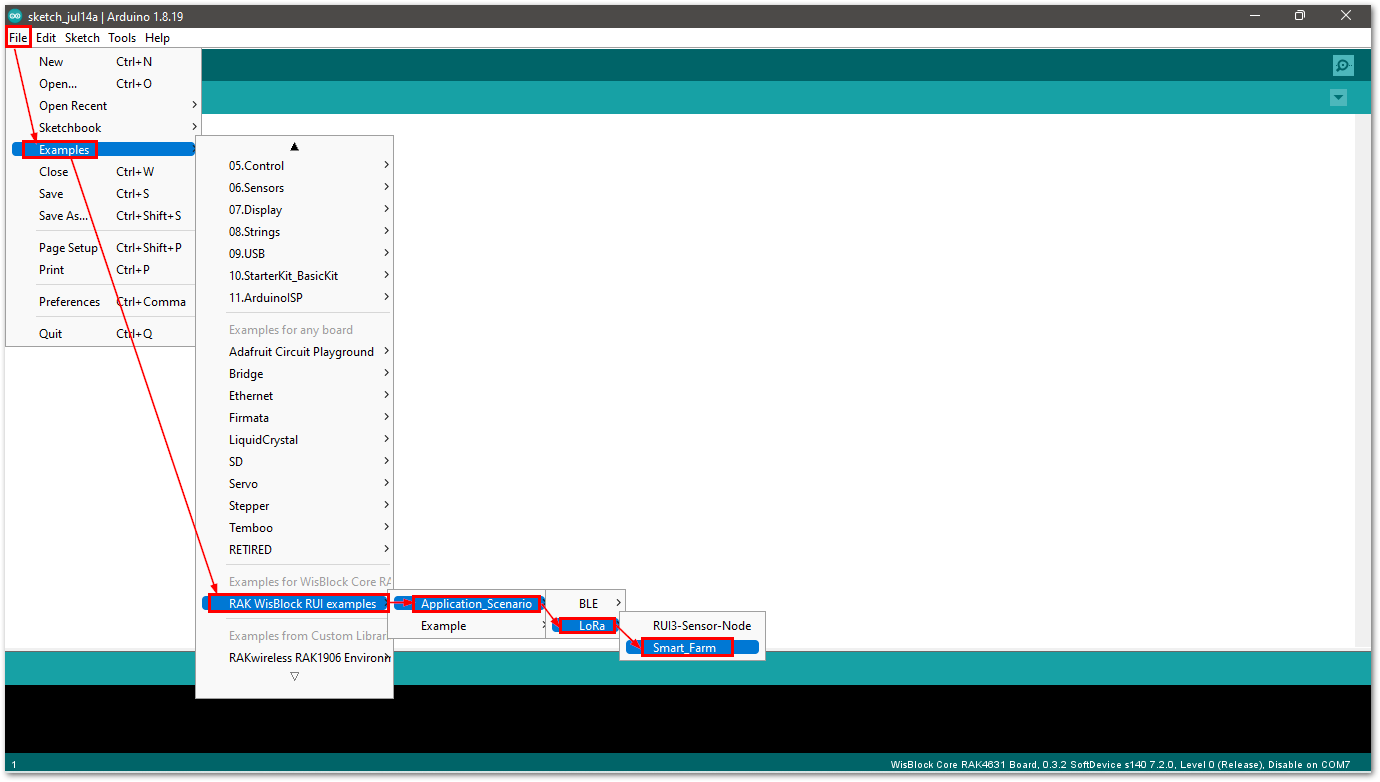 sketch_jul14a | Arduino 1.8.19
File Edit Sketch Tools Help
New Ctrl+N
Open... Ctrl+O
Open Recent
Sketchbook
Examples
Close Ctrl+W
Save Ctrl+S
Save As... Ctrl+Shift+S
Page Setup Ctrl+Shift+P
Print Ctrl+P
Preferences Ctrl+Comma
Quit Ctrl+Q
05.Control
06.Sensors
07.Display
08.Strings
09.USB
10.StarterKit_BasicKit
11.ArduinoISP
Examples for any board
Adafruit Circuit Playground
Bridge
Ethernet
Firmata
LiquidCrystal
SD
Servo
Stepper
Temboo
RETIRED
Examples for WisBlock Core RA
RAK WisBlock RUI examples
Examples from Custom Librar
RAKwireless RAK1906 Environm
Application_Scenario
Example
BLE
LoRa
RUI3-Sensor-Node
Smart_Farm
1 WisBlock Core RAK4631 Board, 0.3.2 SoftDevice s140 7.2.0, Level 0 (Release), Disable on COM7